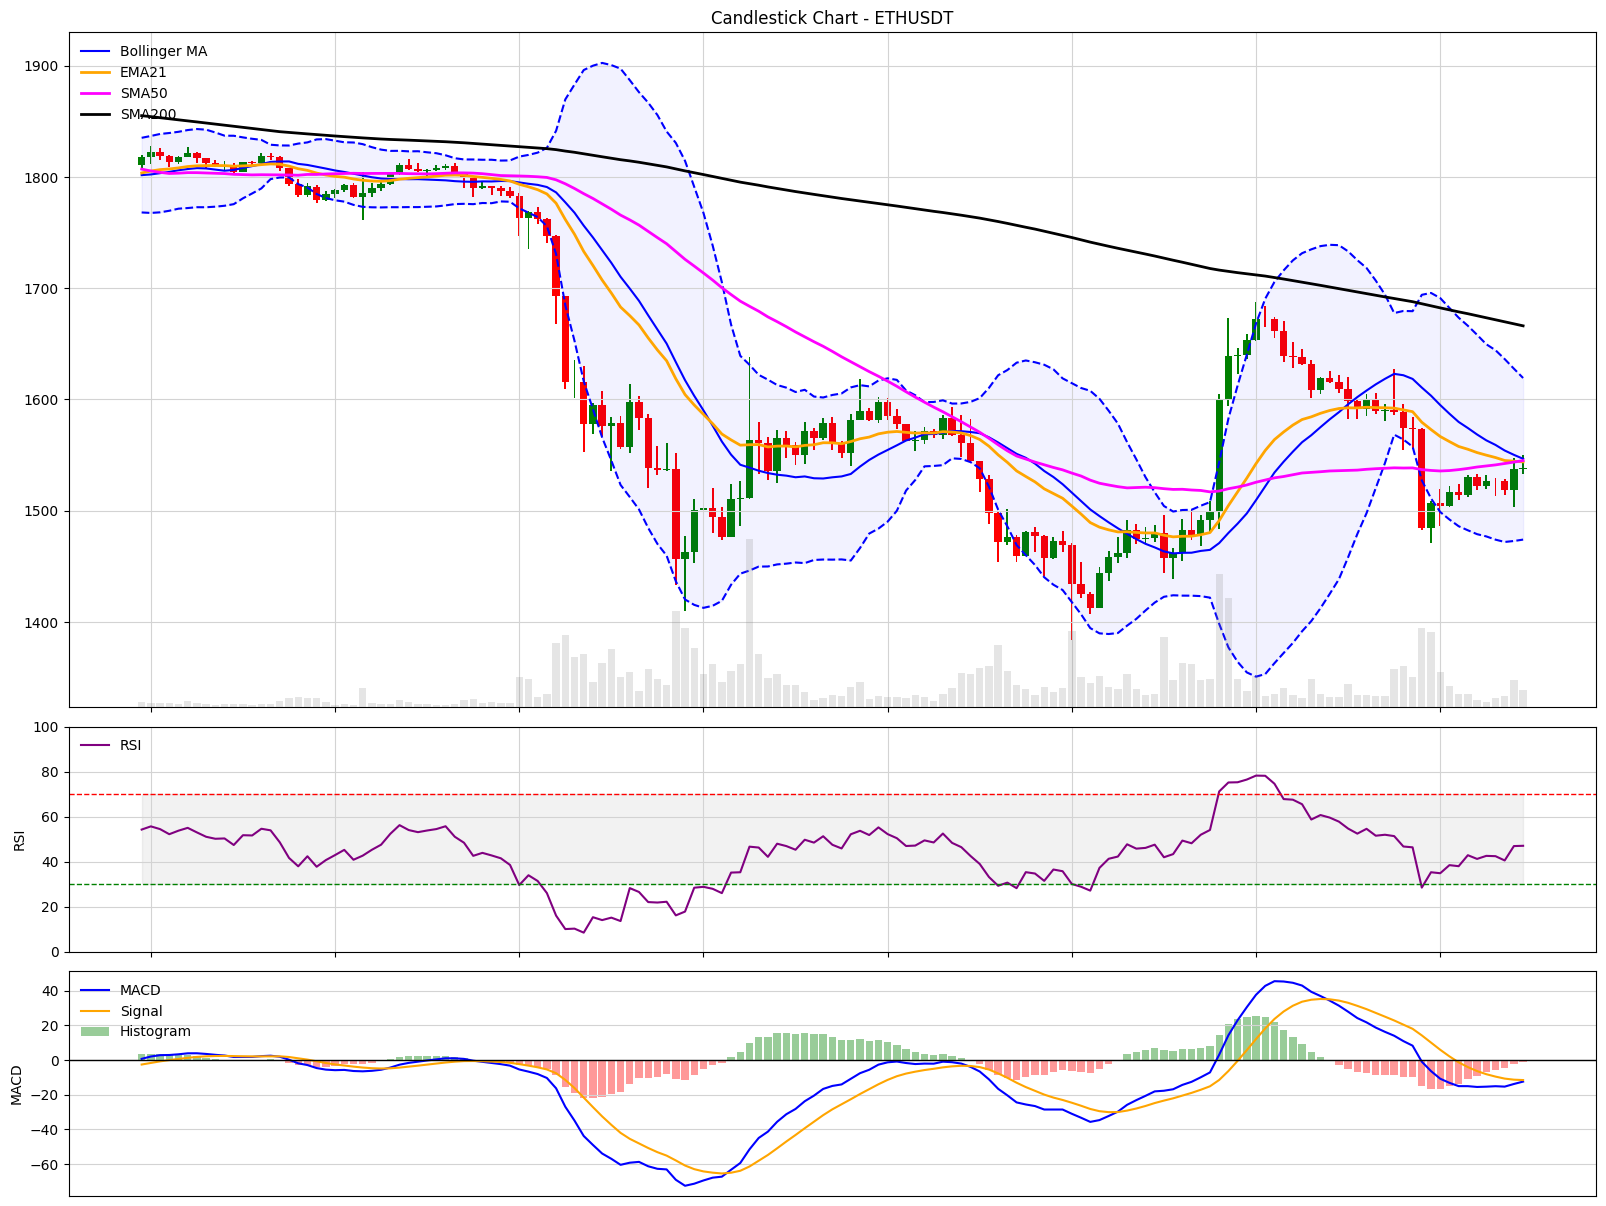 Candlestick Chart - ETHUSDT
Bollinger MA
EMA21
SMA50
SMA200
1900
1800
1700
1600
1500
1400
RSI
100
80
60
40
20
0
RSI
MACD
Signal
Histogram
40
20
0
−20
−40
−60
MACD